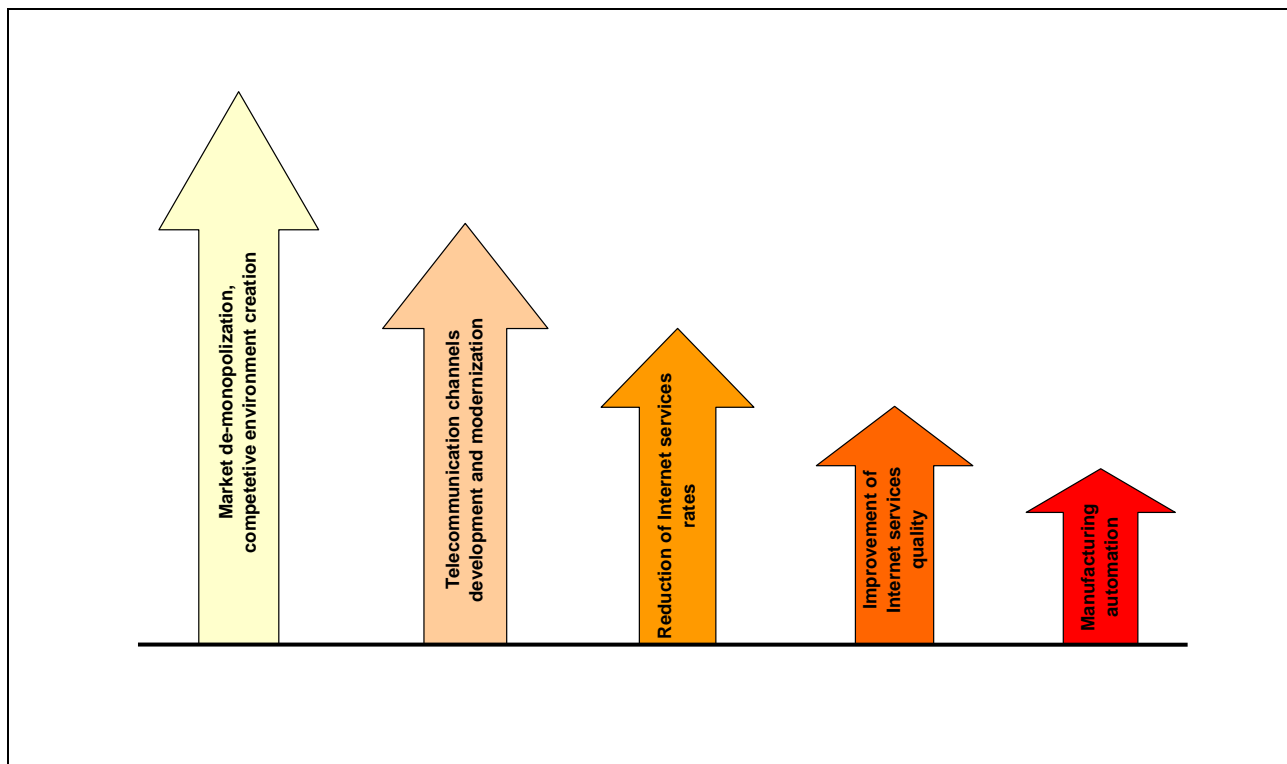 Market de-monopolization,
competetive environment creation
Telecommunication channels
development and modernization
Reduction of Internet services
rates
Improvement of
Internet services
quality
Manufacturing
automation